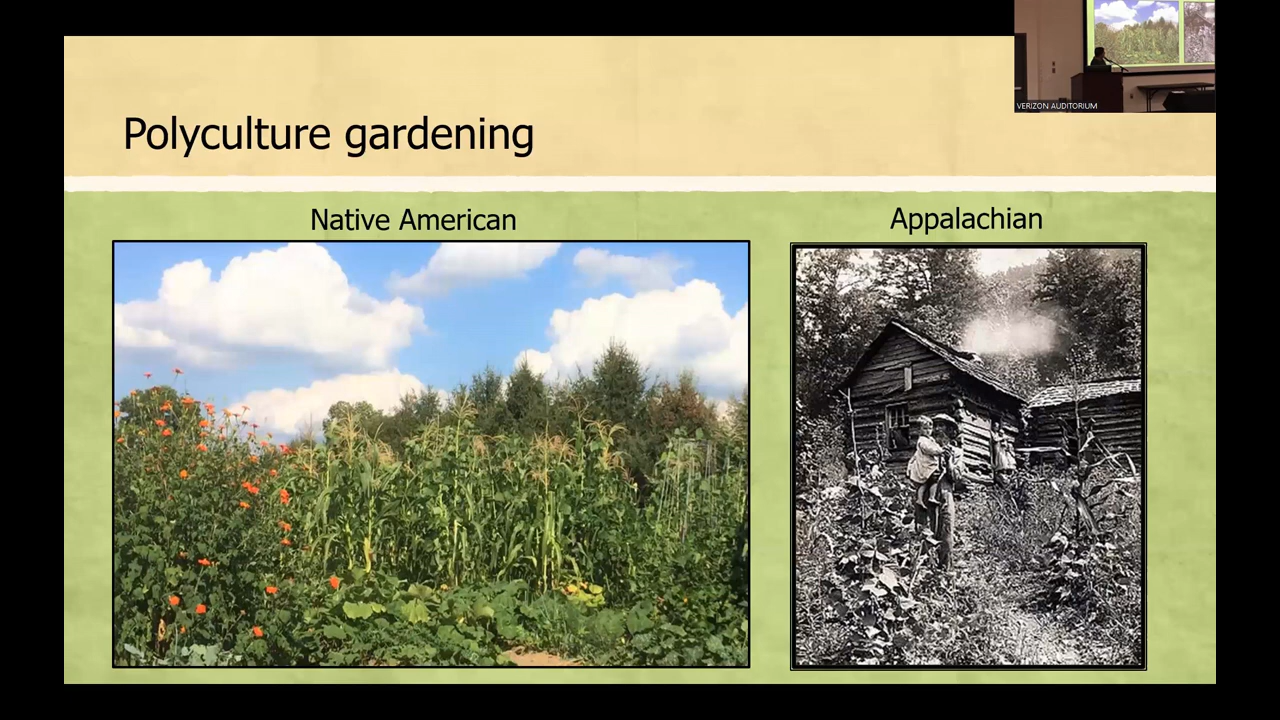 VERIZON AUDITORIUM
Polyculture gardening
Native American
Appalachian